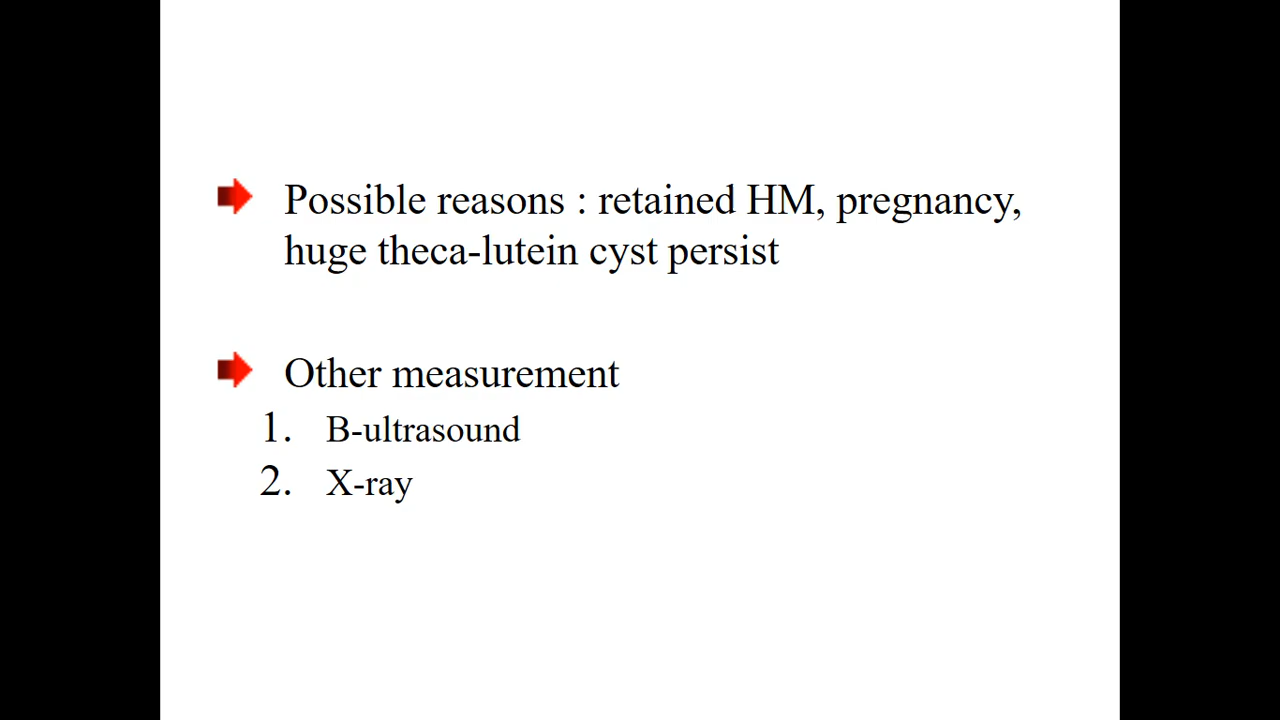 Possible reasons : retained HM, pregnancy,
huge theca-lutein cyst persist
Other measurement
1. B-ultrasound
2. X-ray